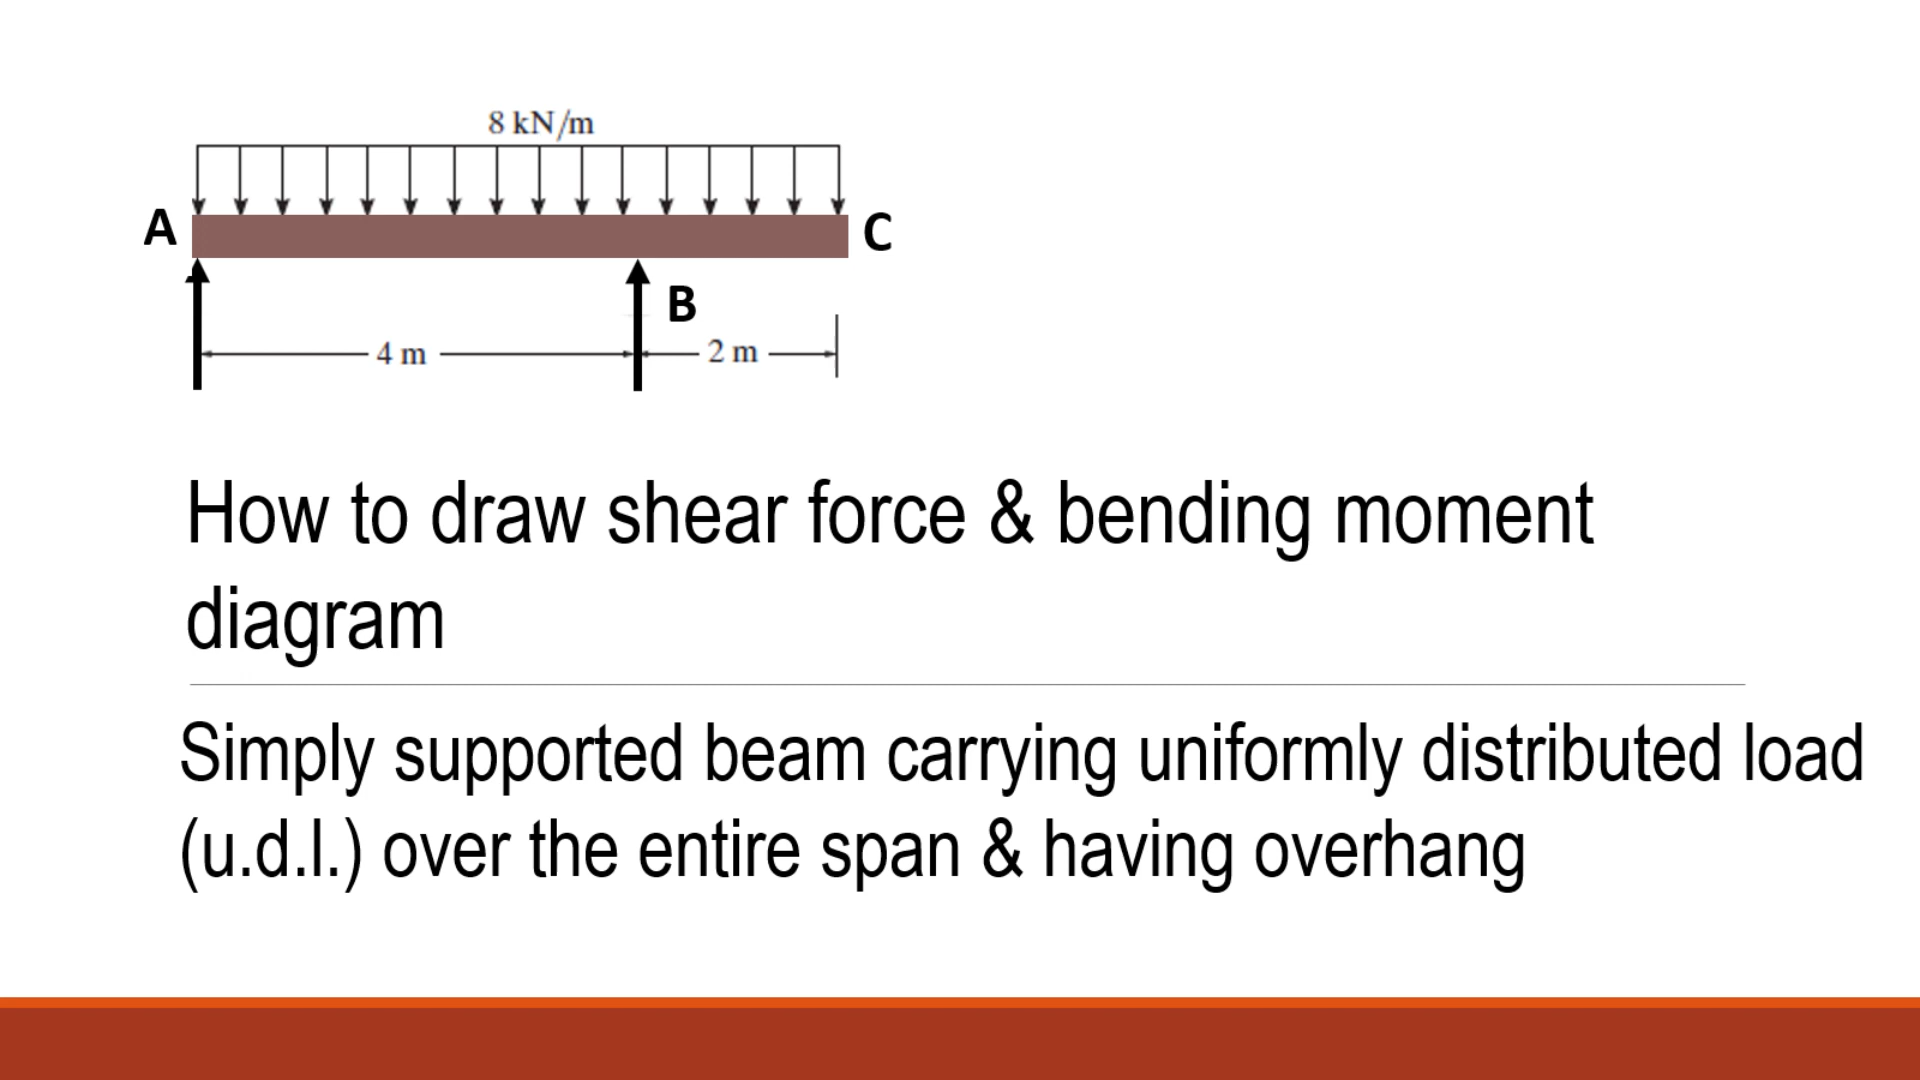 8 kN/m
A
C
B
4 m
2 m
How to draw shear force & bending moment
diagram
Simply supported beam carrying uniformly distributed load
(u.d.l.) over the entire span & having overhang